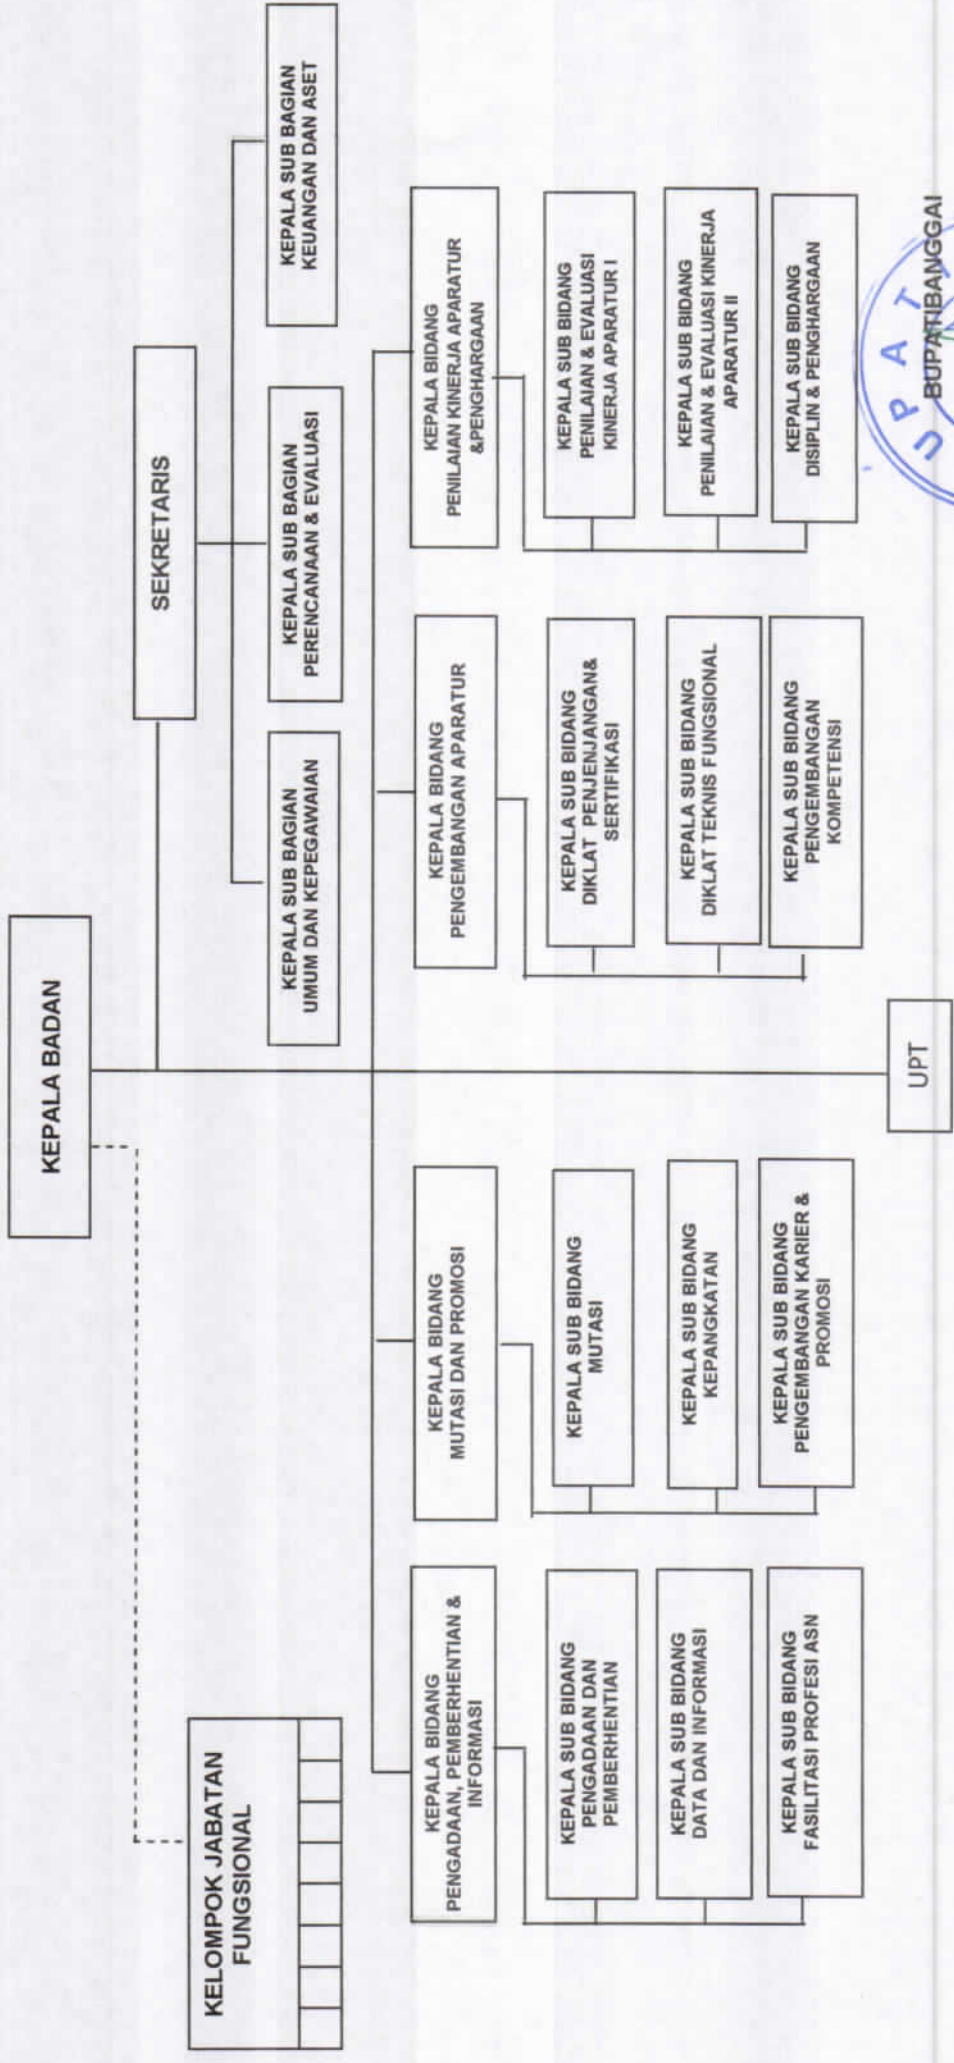 KEPALA BADAN
SEKRETARIS
KELOMPOK JABATAN
FUNGSIONAL
KEPALA SUB BAGIAN
UMUM DAN KEPEGAWAIAN
KEPALA SUB BAGIAN
PERENCANAAN & EVALUASI
KEPALA SUB BAGIAN
KEUANGAN DAN ASET
KEPALA BIDANG
PENGADAAN, PEMBERHENTIAN &
INFORMASI
KEPALA SUB BIDANG
PENGADAAN DAN
PEMBERHENTIAN
KEPALA SUB BIDANG
DATA DAN INFORMASI
KEPALA SUB BIDANG
FASILITASI PROFESI ASN
KEPALA BIDANG
MUTASI DAN PROMOSI
KEPALA SUB BIDANG
MUTASI
KEPALA SUB BIDANG
KEPANGKATAN
KEPALA SUB BIDANG
PENGEMBANGAN KARIER &
PROMOSI
KEPALA BIDANG
PENGEMBANGAN APARATUR
KEPALA SUB BIDANG
DIKLAT PENJENJANGAN&
SERTIFIKASI
KEPALA SUB BIDANG
DIKLAT TEKNIS FUNGSIONAL
KEPALA SUB BIDANG
PENGEMBANGAN
KOMPETENSI
KEPALA BIDANG
PENILAIAN KINERJA APARATUR
&PENGHARGAAN
KEPALA SUB BIDANG
PENILAIAN & EVALUASI
KINERJA APARATUR I
KEPALA SUB BIDANG
PENILAIAN & EVALUASI KINERJA
APARATUR II
KEPALA SUB BIDANG
DISIPLIN & PENGHARGAAN
UPT
UPAT
BUPATIBANGGAI